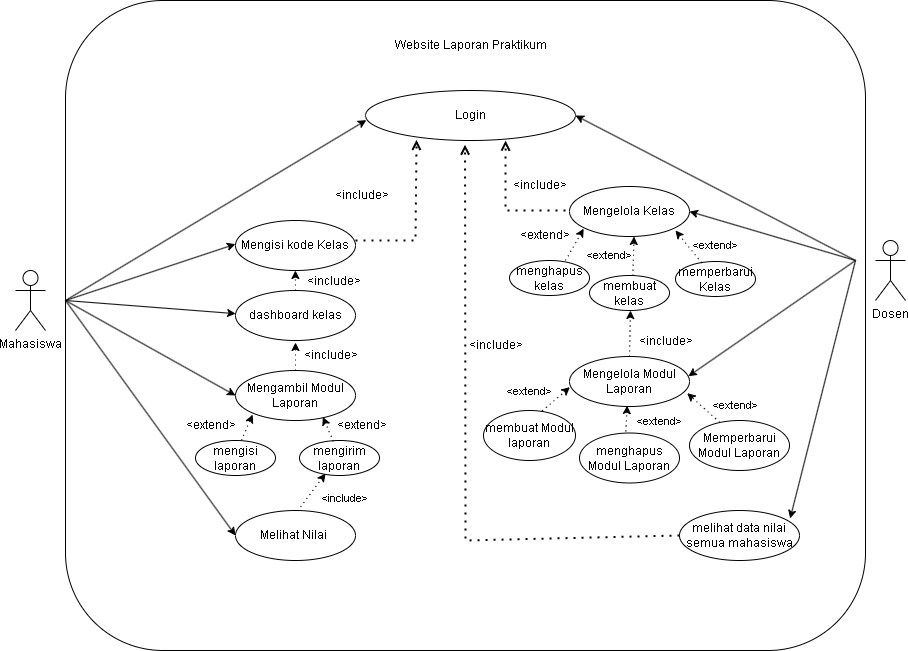 Website Laporan Praktikum
Login
<include>
<include>
Mengelola Kelas
Mengisi kode Kelas
<extend>
<extend>
<extend>
menghapus
kelas
membuat
kelas
memperbarui
Kelas
<include>
dashboard kelas
Mahasiswa
Dosen
<include>
<include>
<include>
Mengambil Modul
Laporan
Mengelola Modul
Laporan
<extend>
<extend>
<extend>
<extend>
<extend>
mengisi
laporan
mengirim
laporan
membuat Modul
laporan
menghapus
Modul Laporan
Memperbarui
Modul Laporan
<include>
Melihat Nilai
melihat data nilai
semua mahasiswa